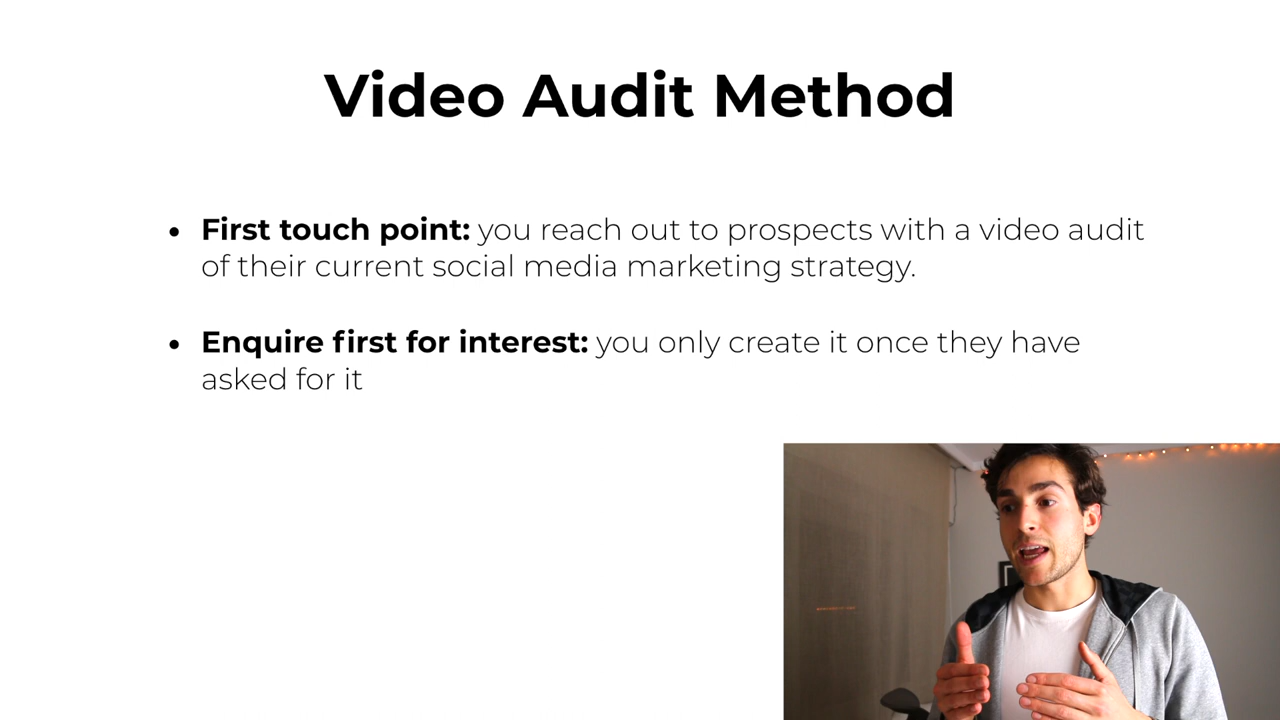 Video Audit Method
• First touch point: you reach out to prospects with a video audit
of their current social media marketing strategy.
• Enquire first for interest: you only create it once they have
asked for it